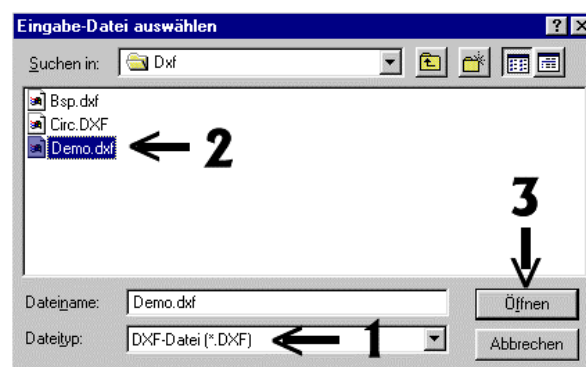 Eingabe-Datei auswählen
Suchen in: Dxf
Bsp.dxf
Circ.DXF
Demo.dxf 2
3
Dateiname: Demo.dxf Öffnen
Dateityp: DXF-Datei (*.DXF) 1 Abbrechen